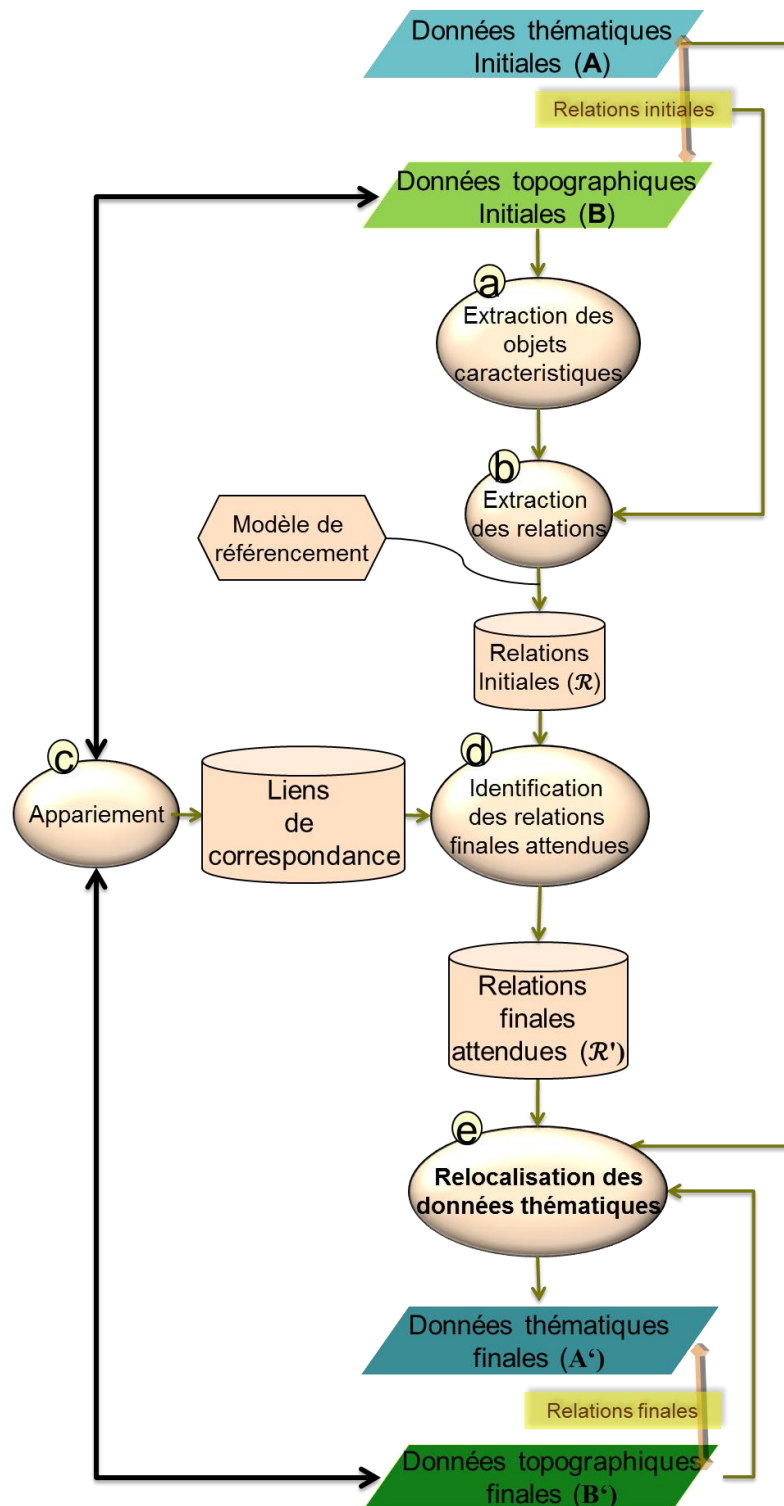 Données thématiques
Initiales (A)
Relations initiales
Données topographiques
Initiales (B)
a
Extraction des
objets
caracteristiques
b
Extraction
des relations
Modèle de
référencement
Relations
Initiales (ℛ)
c
Appariement
Liens
de
correspondance
d
Identification
des relations
finales attendues
Relations
finales
attendues (ℛ')
e
Relocalisation des
données thématiques
Données thématiques
finales (A‘)
Relations finales
Données topographiques
finales (B‘)